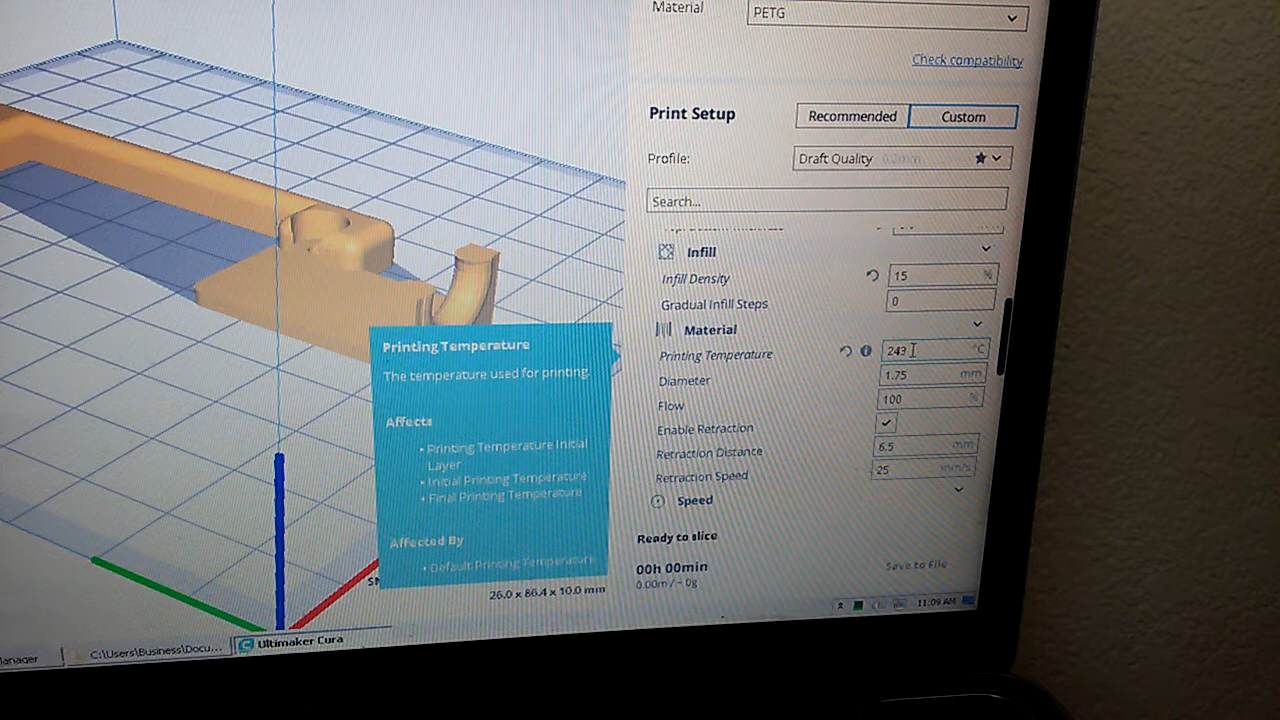 Material
PETG
Check compatibility
Print Setup
Recommended
Custom
Profile:
Draft Quality 0.2mm
Search...
Infill
Infill Density
15
%
Gradual Infill Steps
0
Material
Printing Temperature
243
°C
Diameter
1.75
mm
Flow
100
%
Enable Retraction
Retraction Distance
6.5
mm
Retraction Speed
25
mm/s
Speed
Printing Temperature
The temperature used for printing.
Affects
• Printing Temperature Initial
Layer
• Initial Printing Temperature
• Final Printing Temperature
Affected By
• Default Printing Temperature
Ready to slice
00h 00min
0.00m / ~ 0g
Save to File
26.0 x 86.4 x 10.0 mm
C:\Users\Business\Docu...
Ultimaker Cura
11:09 AM